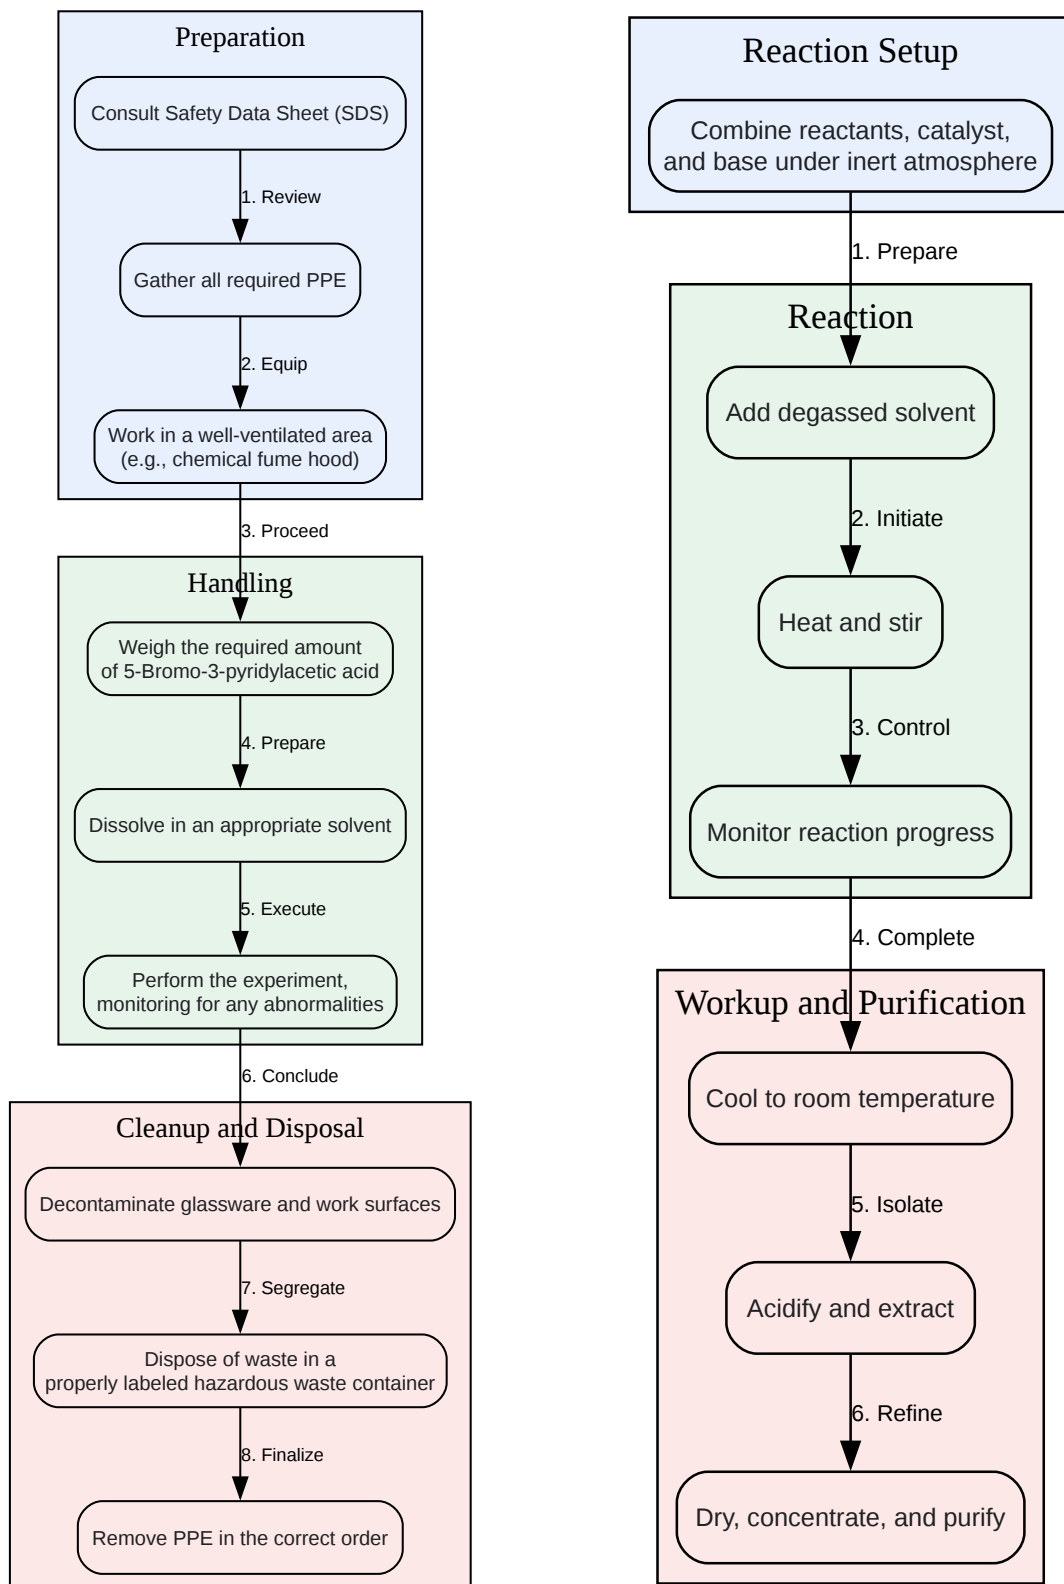 Preparation
Consult Safety Data Sheet (SDS)
1. Review
Gather all required PPE
2. Equip
Work in a well-ventilated area
(e.g., chemical fume hood)
3. Proceed
Handling
Weigh the required amount
of 5-Bromo-3-pyridylacetic acid
4. Prepare
Dissolve in an appropriate solvent
5. Execute
Perform the experiment,
monitoring for any abnormalities
6. Conclude
Cleanup and Disposal
Decontaminate glassware and work surfaces
7. Segregate
Dispose of waste in a
properly labeled hazardous waste container
8. Finalize
Remove PPE in the correct order
Reaction Setup
Combine reactants, catalyst,
and base under inert atmosphere
1. Prepare
Reaction
Add degassed solvent
2. Initiate
Heat and stir
3. Control
Monitor reaction progress
4. Complete
Workup and Purification
Cool to room temperature
5. Isolate
Acidify and extract
6. Refine
Dry, concentrate, and purify